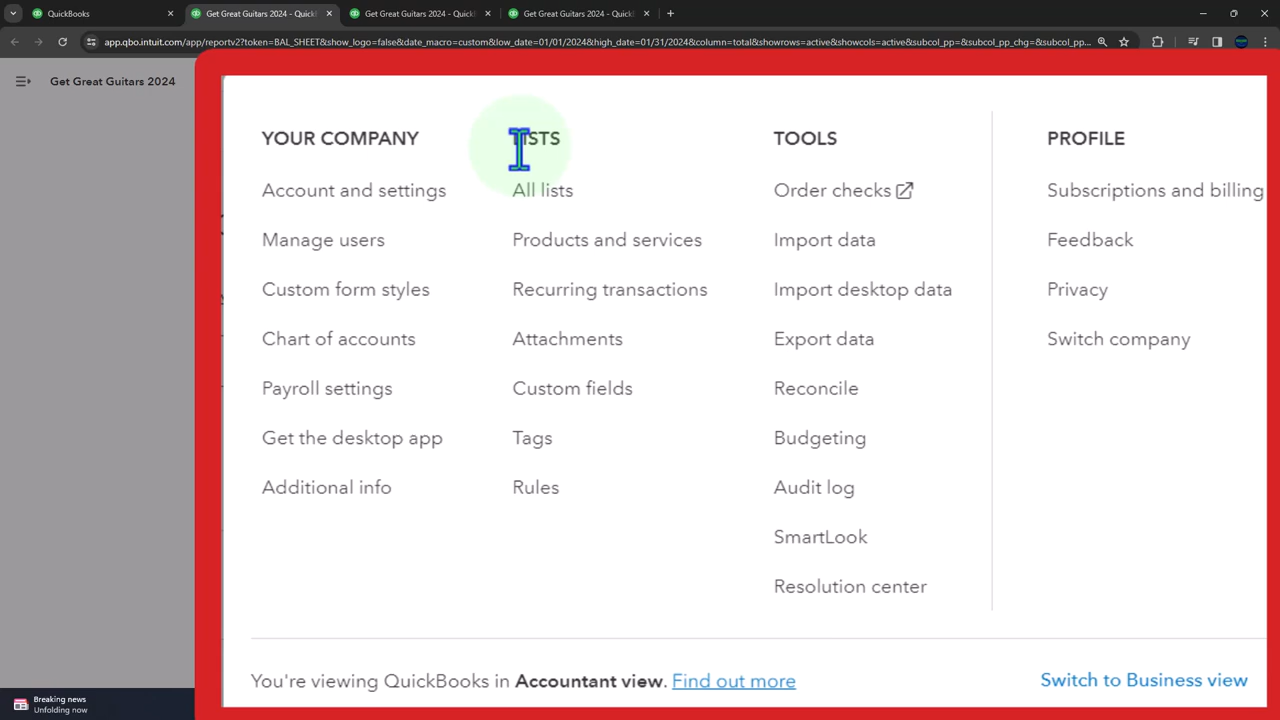 QuickBooks
Get Great Guitars 2024 - QuickB
Get Great Guitars 2024 - QuickB
Get Great Guitars 2024 - QuickB
app.qbo.intuit.com/app/reportv2?token=BAL_SHEET&show_logo=false&date_macro=custom&low_date=01/01/2024&high_date=01/31/2024&column=total&showrows=active&showcols=active&subcol_pp=&subcol_pp_chg=&subcol_pp...
Get Great Guitars 2024
YOUR COMPANY
Account and settings
Manage users
Custom form styles
Chart of accounts
Payroll settings
Get the desktop app
Additional info
LISTS
All lists
Products and services
Recurring transactions
Attachments
Custom fields
Tags
Rules
TOOLS
Order checks
Import data
Import desktop data
Export data
Reconcile
Budgeting
Audit log
SmartLook
Resolution center
PROFILE
Subscriptions and billing
Feedback
Privacy
Switch company
You're viewing QuickBooks in Accountant view. Find out more
Switch to Business view
Breaking news
Unfolding now